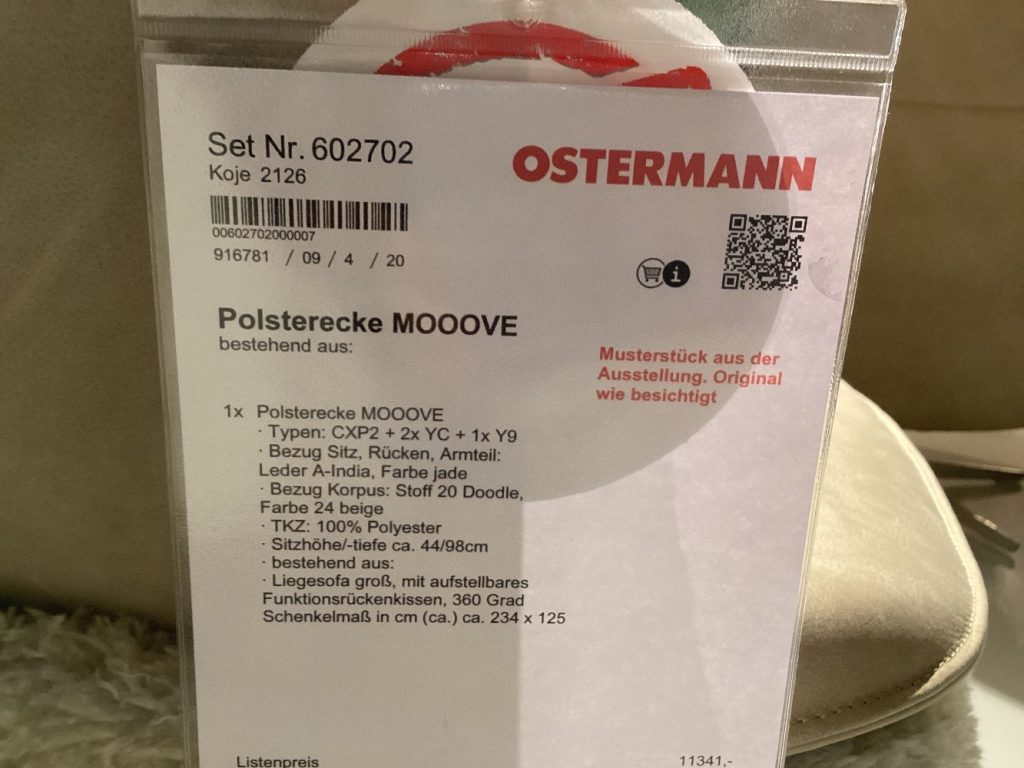 Set Nr. 602702
Koje 2126
OSTERMANN
00602702000007
916781 / 09 / 4 / 20
Polsterecke MOOOVE
bestehend aus:
Musterstück aus der
Ausstellung. Original
wie besichtigt
1x Polsterecke MOOOVE
· Typen: CXP2 + 2x YC + 1x Y9
· Bezug Sitz, Rücken, Armteil:
Leder A-India, Farbe jade
· Bezug Korpus: Stoff 20 Doodle,
Farbe 24 beige
· TKZ: 100% Polyester
· Sitzhöhe/-tiefe ca. 44/98cm
· bestehend aus:
· Liegesofa groß, mit aufstellbares
Funktionsrückenkissen, 360 Grad
Schenkelmaß in cm (ca.) ca. 234 x 125
Listenpreis 11341,-